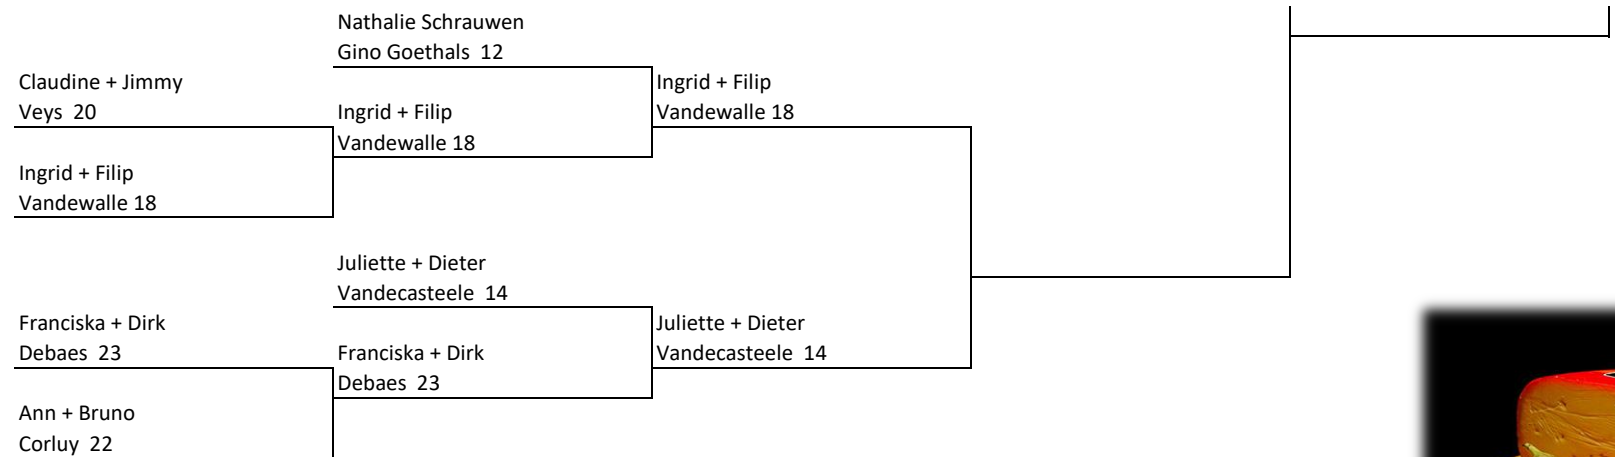 Nathalie Schrauwen
Gino Goethals  12
Claudine + Jimmy
Veys  20
Ingrid + Filip
Vandewalle 18
Ingrid + Filip
Vandewalle 18
Ingrid + Filip
Vandewalle 18
Juliette + Dieter
Vandecasteele  14
Franciska + Dirk
Debaes  23
Franciska + Dirk
Debaes  23
Juliette + Dieter
Vandecasteele  14
Ann + Bruno
Corluy  22